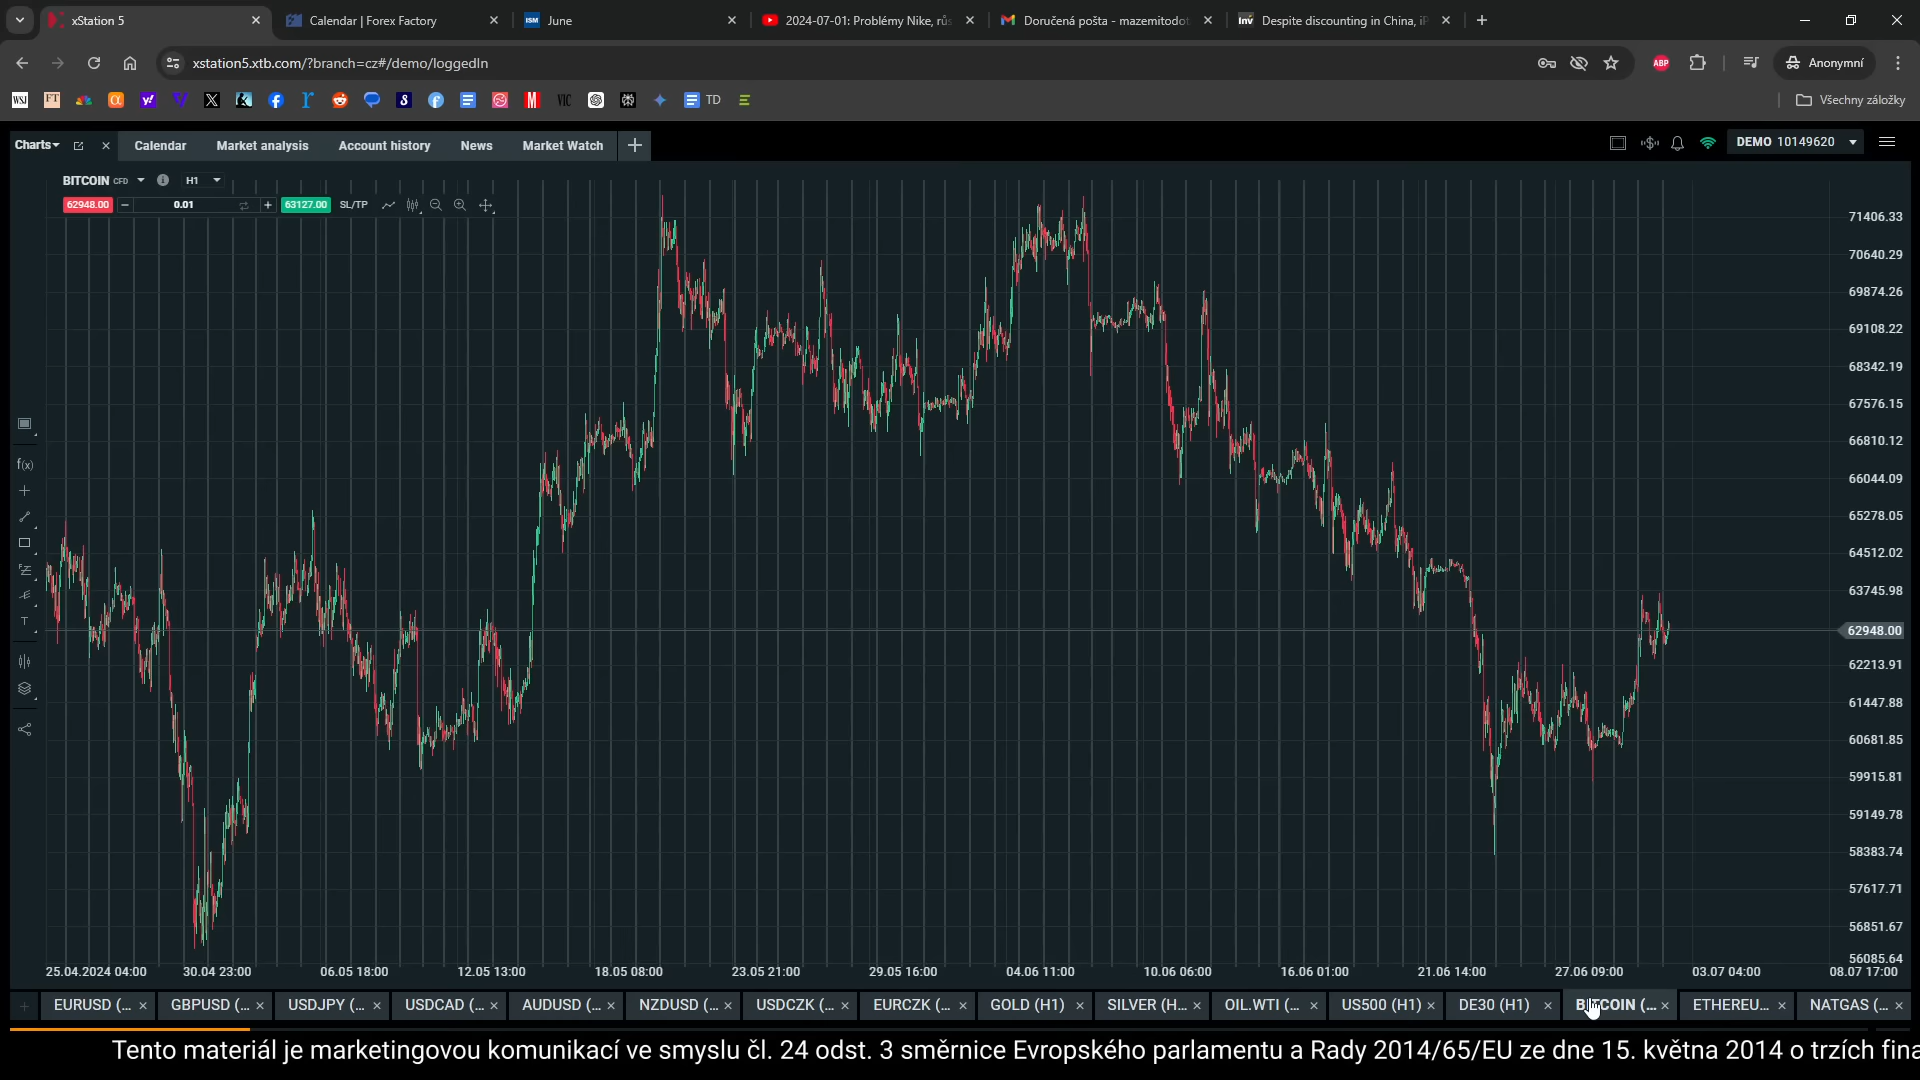 xStation 5
Calendar | Forex Factory
ISM June
2024-07-01: Problémy Nike, rů
Doručená pošta - mazemitodo
Inv Despite discounting in China, iP
xstation5.xtb.com/?branch=cz#/demo/loggedIn
ABP
Anonymní
WSJ FT
VIC
TD
Všechny záložky
Charts
Calendar
Market analysis
Account history
News
Market Watch
DEMO 10149620
BITCOIN CFD
H1
62948.00
0.01
63127.00
SL/TP
71406.33
70640.29
69874.26
69108.22
68342.19
67576.15
66810.12
66044.09
65278.05
64512.02
63745.98
62948.00
62213.91
61447.88
60681.85
59915.81
59149.78
58383.74
57617.71
56851.67
56085.64
f(x)
T
25.04.2024 04:00
30.04 23:00
06.05 18:00
12.05 13:00
18.05 08:00
23.05 21:00
29.05 16:00
04.06 11:00
10.06 06:00
16.06 01:00
21.06 14:00
27.06 09:00
03.07 04:00
08.07 17:00
EURUSD (...
GBPUSD (...
USDJPY (...
USDCAD (...
AUDUSD (...
NZDUSD (...
USDCZK (...
EURCZK (...
GOLD (H1)
SILVER (H...
OIL.WTI (...
US500 (H1)
DE30 (H1)
BITCOIN (...
ETHEREU...
NATGAS (...
Tento materiál je marketingovou komunikací ve smyslu čl. 24 odst. 3 směrnice Evropského parlamentu a Rady 2014/65/EU ze dne 15. května 2014 o trzích fina